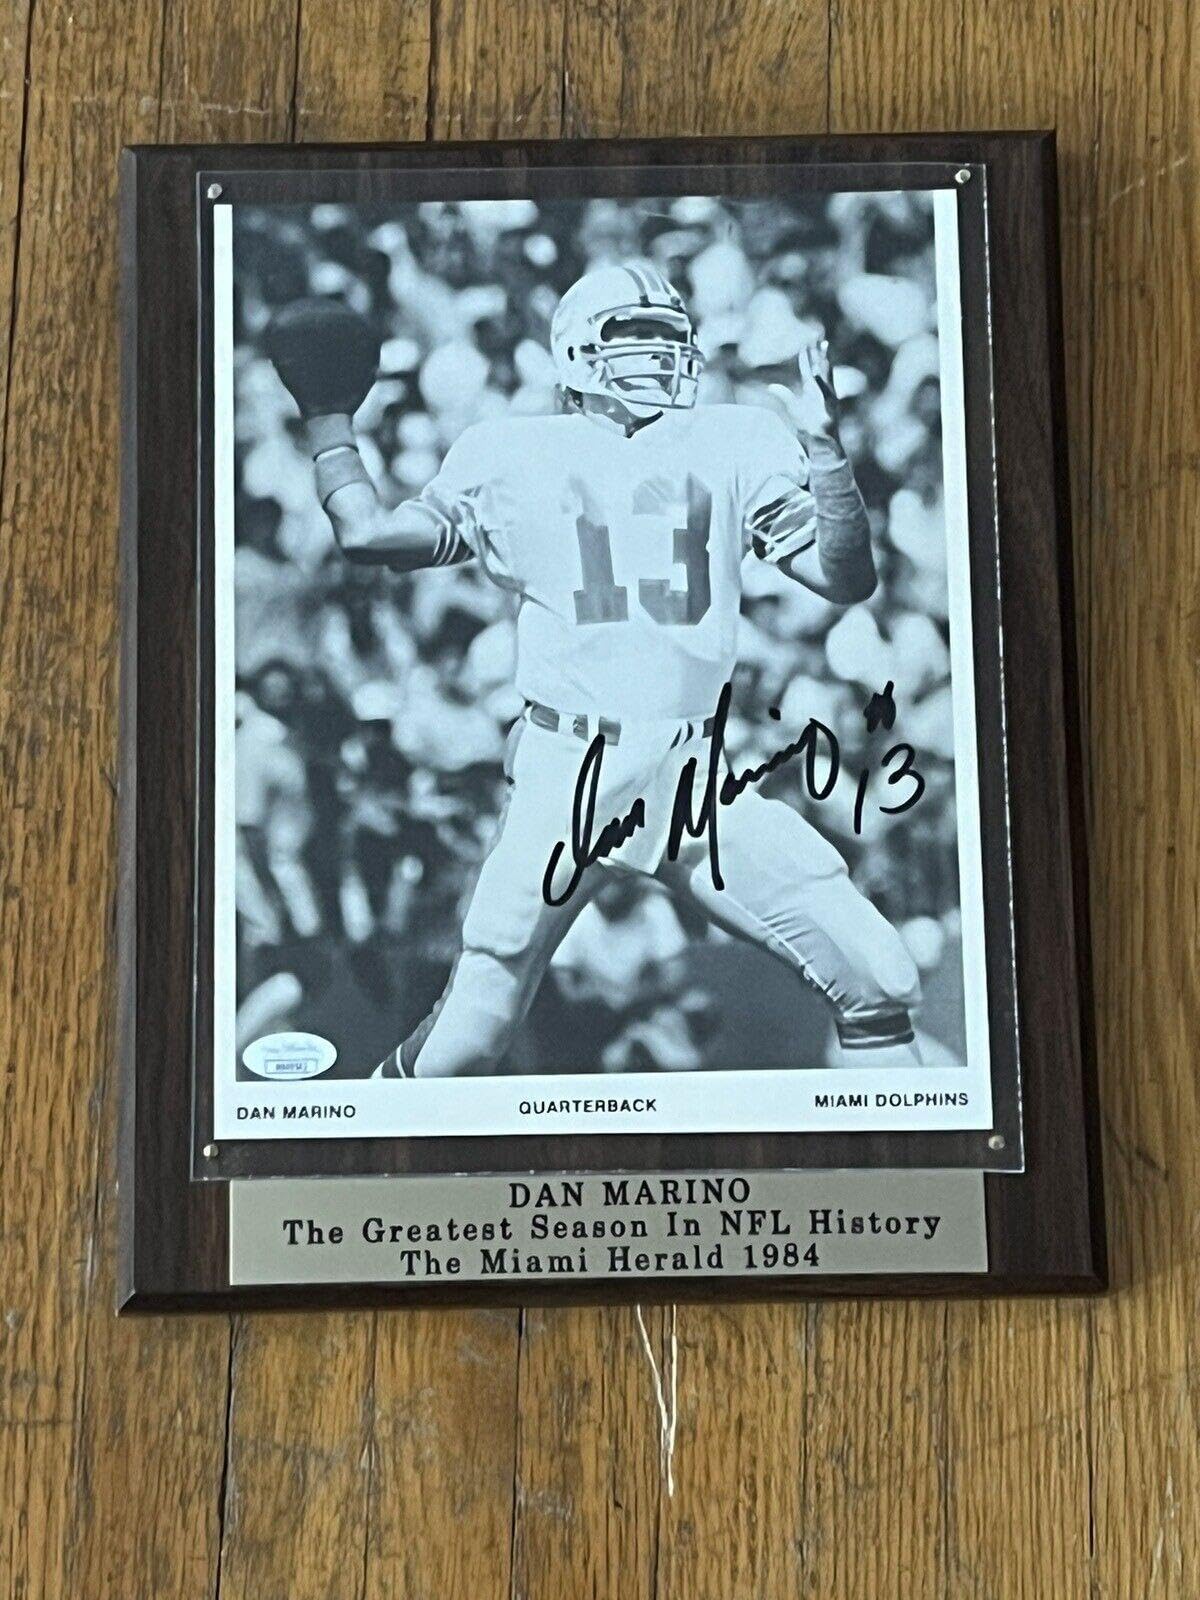 13
Dan Marino #13
DAN MARINO QUARTERBACK MIAMI DOLPHINS
DAN MARINO
The Greatest Season In NFL History
The Miami Herald 1984